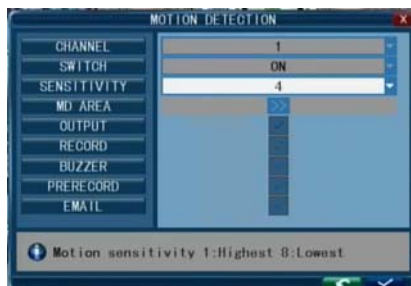 MOTION DETECTION X
CHANNEL 1
SWITCH ON
SENSITIVITY 4
MD AREA >>
OUTPUT
RECORD
BUZZER
PRERECORD
EMAIL
Motion sensitivity 1:Highest 8:Lowest